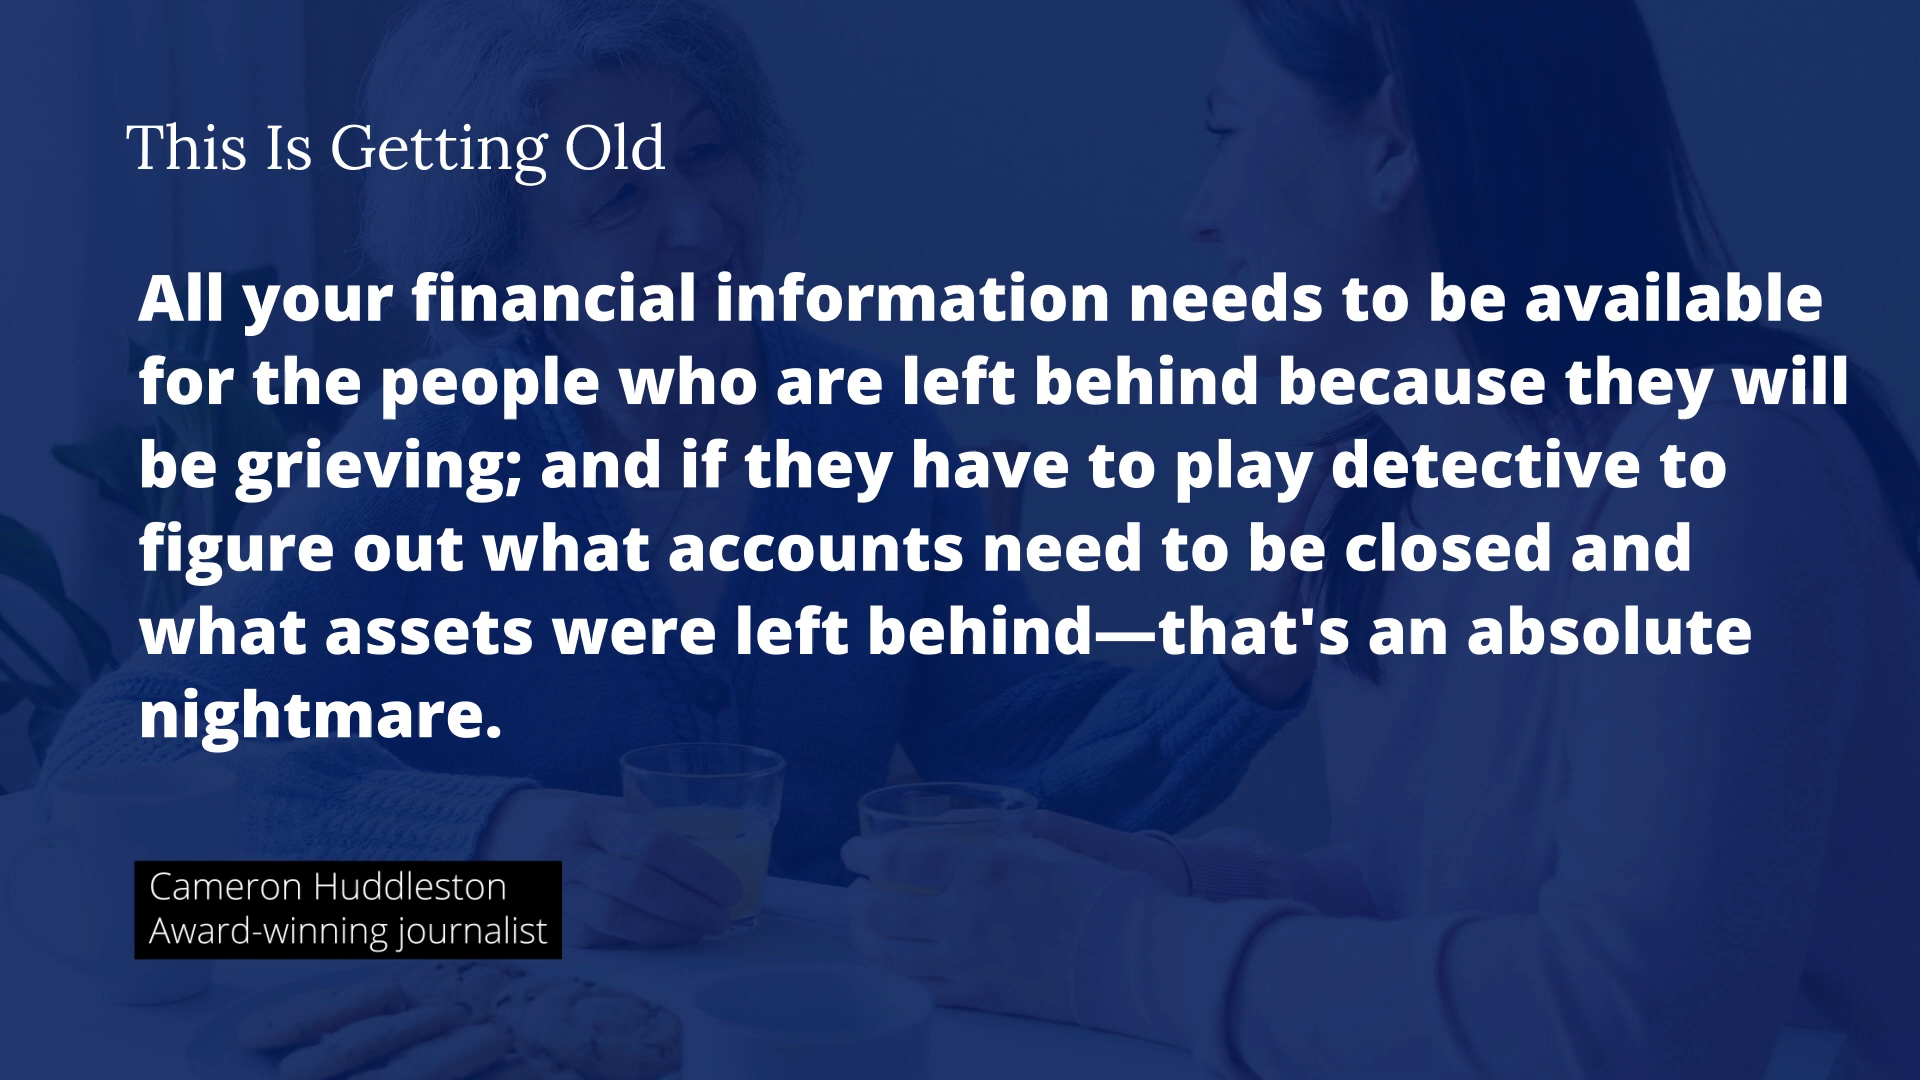 This Is Getting Old
All your financial information needs to be available
for the people who are left behind because they will
be grieving; and if they have to play detective to
figure out what accounts need to be closed and
what assets were left behind—that's an absolute
nightmare.
Cameron Huddleston
Award-winning journalist